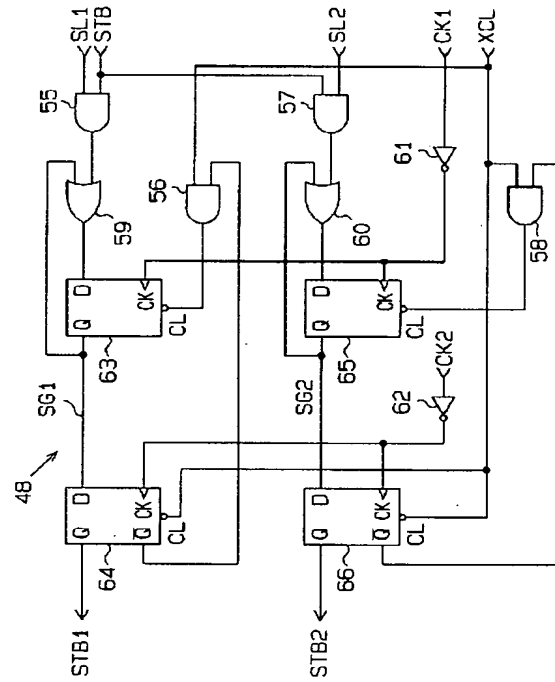 SL1
STB
SL2
CK1
XCL
55
57
61
59
56
60
58
D
Q
CK
CL
63
D
Q
CK
CL
65
CK2
62
SG1
SG2
48
D
Q
CK
Q̅
CL
64
D
Q
CK
Q̅
CL
66
STB1
STB2